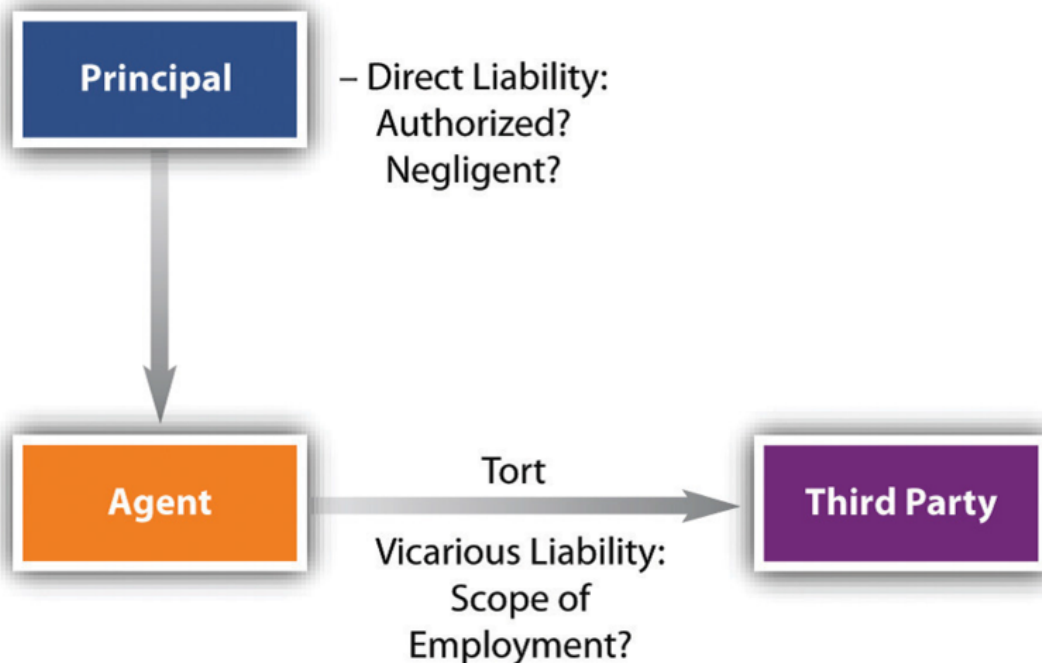 Principal
– Direct Liability:
Authorized?
Negligent?
Agent
Tort
Third Party
Vicarious Liability:
Scope of
Employment?